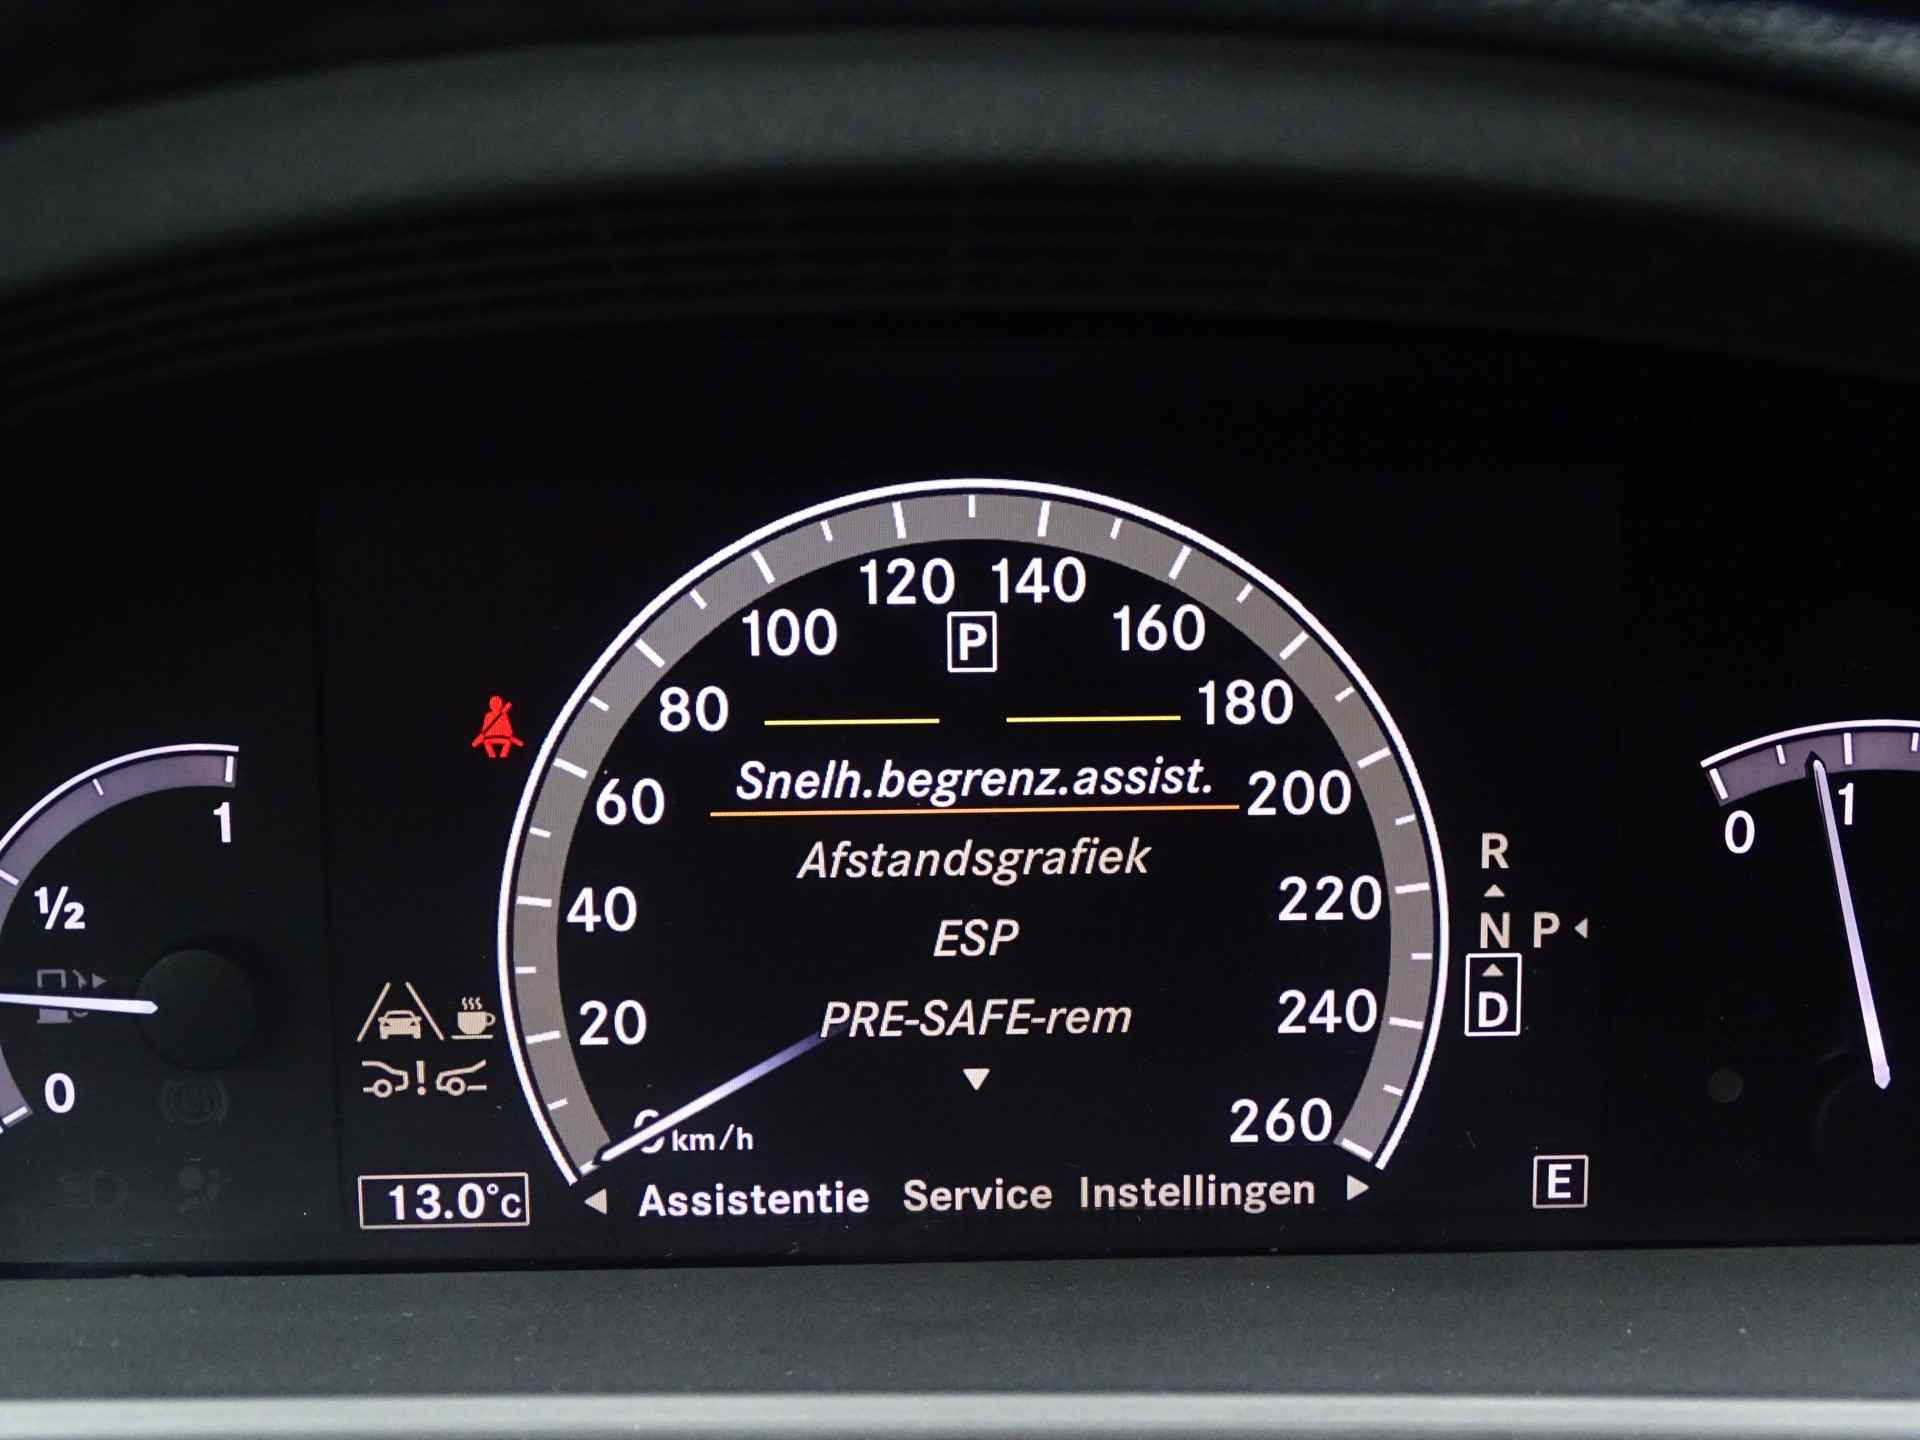 120 140
100 P 160
80 180
Snelh.begrenz.assist.
60 200
Afstandsgrafiek
40 220
ESP
20 240
PRE-SAFE-rem
0 km/h 260
13.0°C
Assistentie Service Instellingen
E
R
N P
D
1
1/2
0
0 1